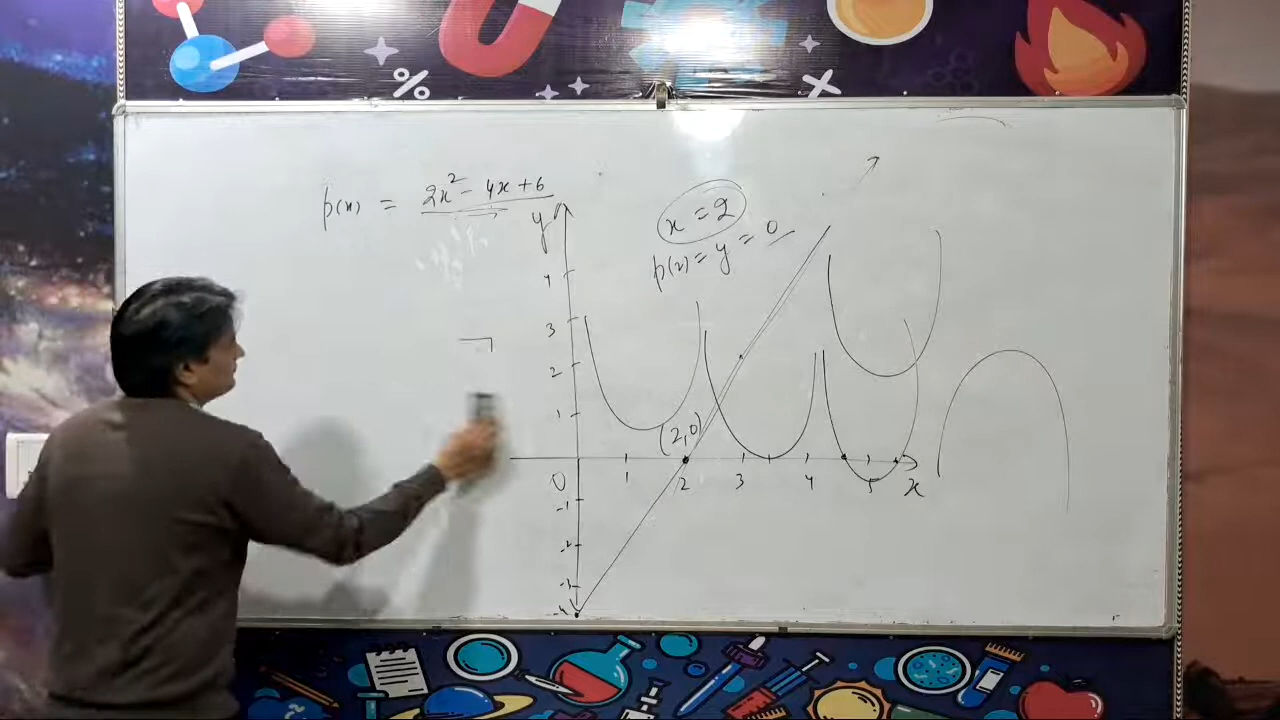 p(x) = 2x² - 4x + 6
x = 2
p(2) = y = 0
y
4
3
2
1
(2,0)
0 1 2 3 4 5 x
-1
-2
-3
-4
%